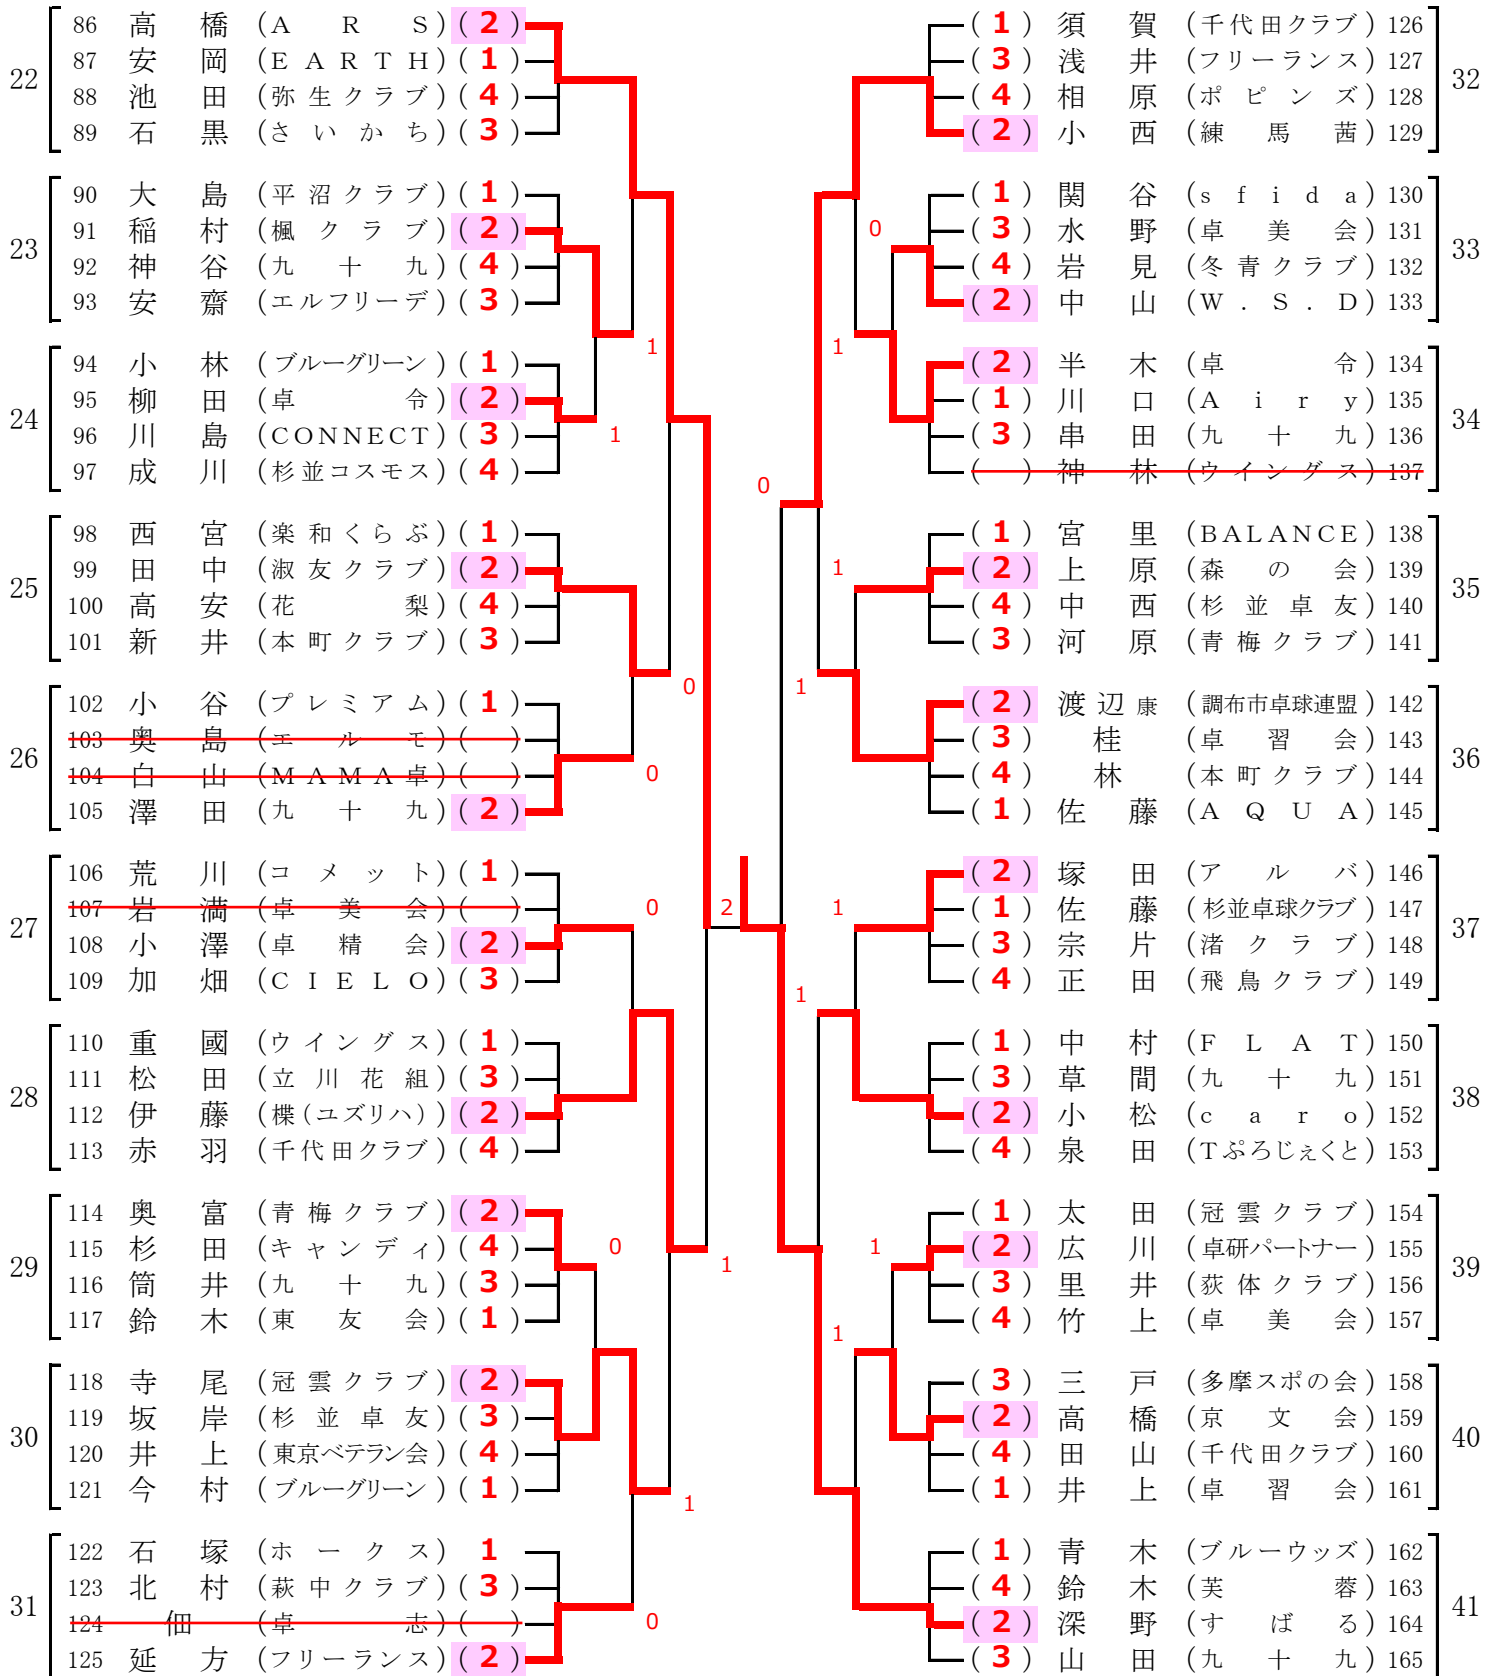 86 高橋 (ARS) (2)
87 安岡 (EARTH) (1)
22
88 池田 (弥生クラブ) (4)
89 石黒 (さいかち) (3)
90 大島 (平沼クラブ) (1)
91 稲村 (楓クラブ) (2)
23
92 神谷 (九十九) (4)
93 安齋 (エルフリーデ) (3)
1
94 小林 (ブルーグリーン) (1)
95 柳田 (卓令) (2)
24
1
96 川島 (CONNECT) (3)
97 成川 (杉並コスモス) (4)
98 西宮 (楽和くらぶ) (1)
99 田中 (淑友クラブ) (2)
25
100 高安 (花梨) (4)
101 新井 (本町クラブ) (3)
0
102 小谷 (プレミアム) (1)
103 奥島 (エルモ) ( )
26
0
104 白山 (MAMA卓) ( )
105 澤田 (九十九) (2)
106 荒川 (コメット) (1)
107 岩満 (卓美会) ( )
0
2
27
108 小澤 (卓精会) (2)
109 加畑 (CIELO) (3)
110 重國 (ウイングス) (1)
111 松田 (立川花組) (3)
28
112 伊藤 (楪(ユズリハ)) (2)
113 赤羽 (千代田クラブ) (4)
114 奥富 (青梅クラブ) (2)
115 杉田 (キャンディ) (4)
0
1
29
116 筒井 (九十九) (3)
117 鈴木 (東友会) (1)
118 寺尾 (冠雲クラブ) (2)
119 坂岸 (杉並卓友) (3)
30
120 井上 (東京ベテラン会) (4)
121 今村 (ブルーグリーン) (1)
1
122 石塚 (ホークス) 1
123 北村 (萩中クラブ) (3)
31
124 佃 (卓志) ( )
0
125 延方 (フリーランス) (2)
(1) 須賀 (千代田クラブ) 126
(3) 浅井 (フリーランス) 127
32
(4) 相原 (ポピンズ) 128
(2) 小西 (練馬茜) 129
(1) 関谷 (sfida) 130
0
(3) 水野 (卓美会) 131
33
(4) 岩見 (冬青クラブ) 132
(2) 中山 (W.S.D) 133
1
(2) 半木 (卓令) 134
(1) 川口 (Airy) 135
34
(3) 串田 (九十九) 136
( ) 神林 (ウイングス) 137
0
(1) 宮里 (BALANCE) 138
1
(2) 上原 (森の会) 139
35
(4) 中西 (杉並卓友) 140
(3) 河原 (青梅クラブ) 141
1
(2) 渡辺康 (調布市卓球連盟) 142
(3) 桂 (卓習会) 143
36
(4) 林 (本町クラブ) 144
(1) 佐藤 (AQUA) 145
(2) 塚田 (アルバ) 146
1
(1) 佐藤 (杉並卓球クラブ) 147
37
(3) 宗片 (渚クラブ) 148
(4) 正田 (飛鳥クラブ) 149
1
(1) 中村 (FLAT) 150
(3) 草間 (九十九) 151
38
(2) 小松 (caro) 152
(4) 泉田 (Tぷろじぇくと) 153
(1) 太田 (冠雲クラブ) 154
1
(2) 広川 (卓研パートナー) 155
39
(3) 里井 (荻体クラブ) 156
(4) 竹上 (卓美会) 157
1
(3) 三戸 (多摩スポの会) 158
(2) 高橋 (京文会) 159
40
(4) 田山 (千代田クラブ) 160
(1) 井上 (卓習会) 161
(1) 青木 (ブルーウッズ) 162
(4) 鈴木 (芙蓉) 163
41
(2) 深野 (すばる) 164
(3) 山田 (九十九) 165